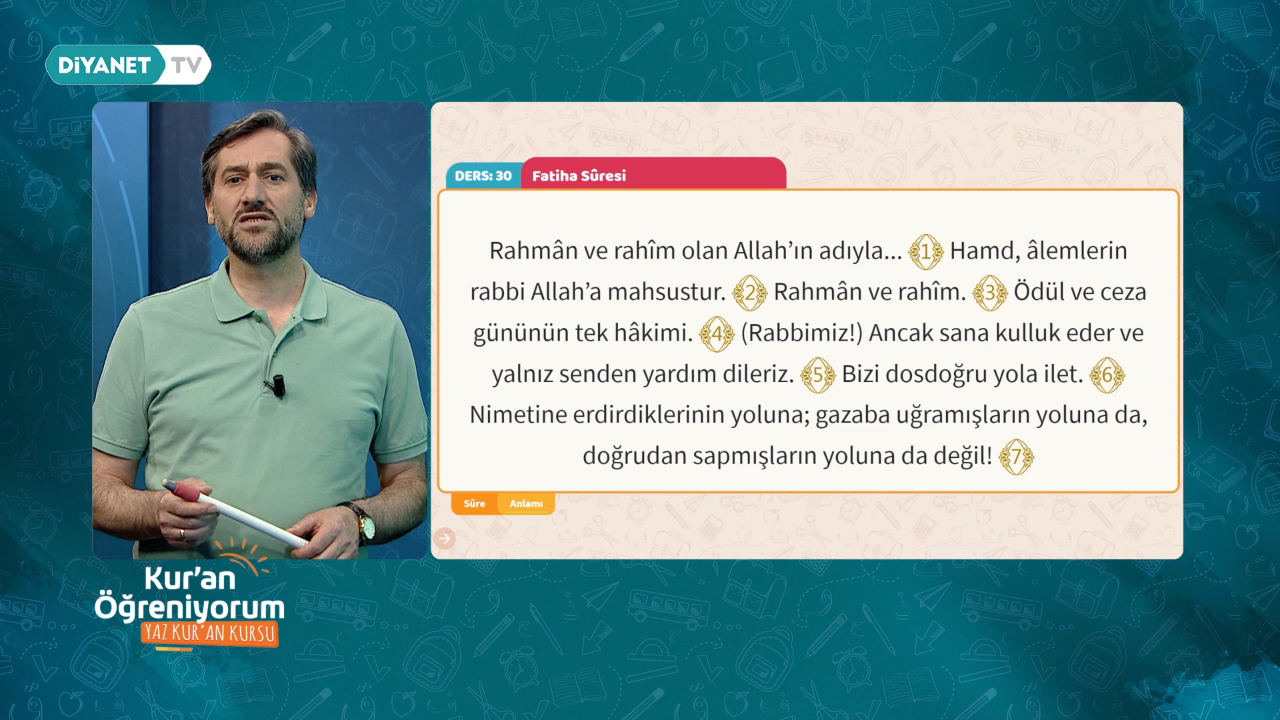 DiYANET TV
DERS: 30 Fatiha Sûresi
Rahmân ve rahîm olan Allah’ın adıyla... 1 Hamd, âlemlerin
rabbi Allah’a mahsustur. 2 Rahmân ve rahîm. 3 Ödül ve ceza
gününün tek hâkimi. 4 (Rabbimiz!) Ancak sana kulluk eder ve
yalnız senden yardım dileriz. 5 Bizi dosdoğru yola ilet. 6
Nimetine erdirdiklerinin yoluna; gazaba uğramışların yoluna da,
doğrudan sapmışların yoluna da değil! 7
Sûre Anlamı
Kur’an
Öğreniyorum
YAZ KUR’AN KURSU